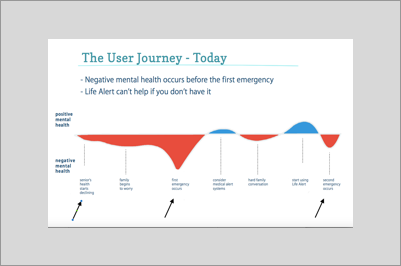 The User Journey - Today
- Negative mental health occurs before the first emergency
- Life Alert can't help if you don't have it
positive
mental
health
negative
mental
health
senior's
health
starts
declining
family
begins
to worry
first
emergency
occurs
consider
medical alert
systems
hard family
conversation
start using
Life Alert
second
emergency
occurs